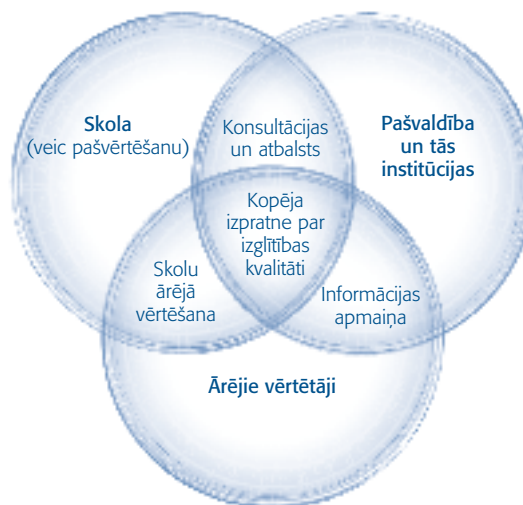 Skola
(veic pašvērtēšanu)
Konsultācijas
un atbalsts
Pašvaldība
un tās
institūcijas
Kopēja
izpratne par
izglītības
kvalitāti
Skolu
ārējā
vērtēšana
Informācijas
apmaiņa
Ārējie vērtētāji